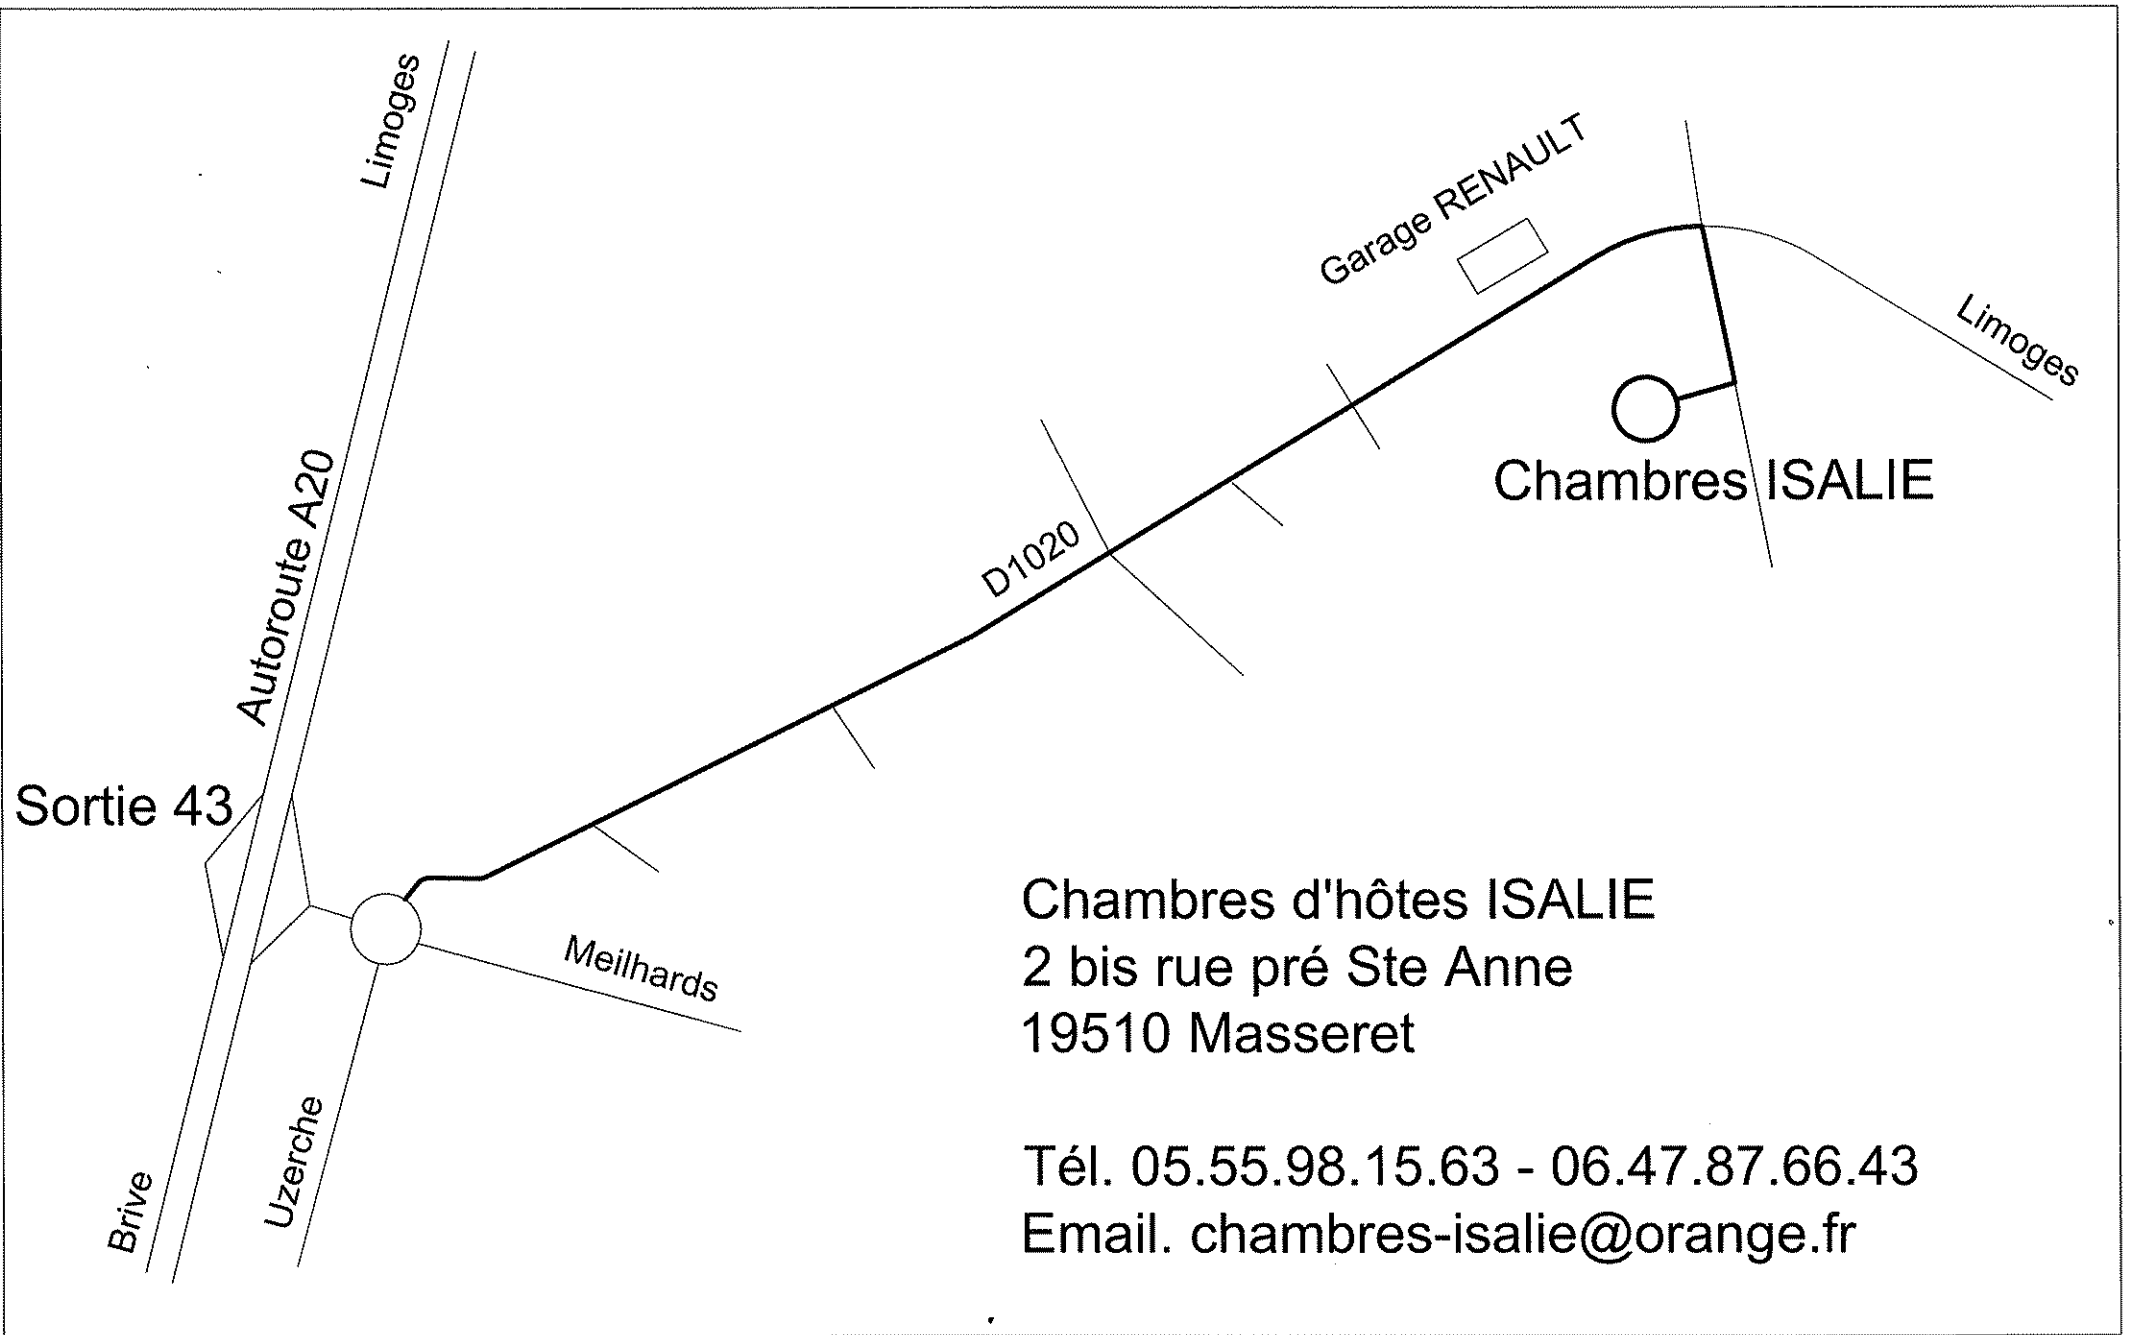 Limoges
Garage RENAULT
Limoges
Autoroute A20
Chambres ISALIE
D1020
Sortie 43
Meilhards
Uzerche
Brive
Chambres d'hôtes ISALIE
2 bis rue pré Ste Anne
19510 Masseret
Tél. 05.55.98.15.63 - 06.47.87.66.43
Email. chambres-isalie@orange.fr